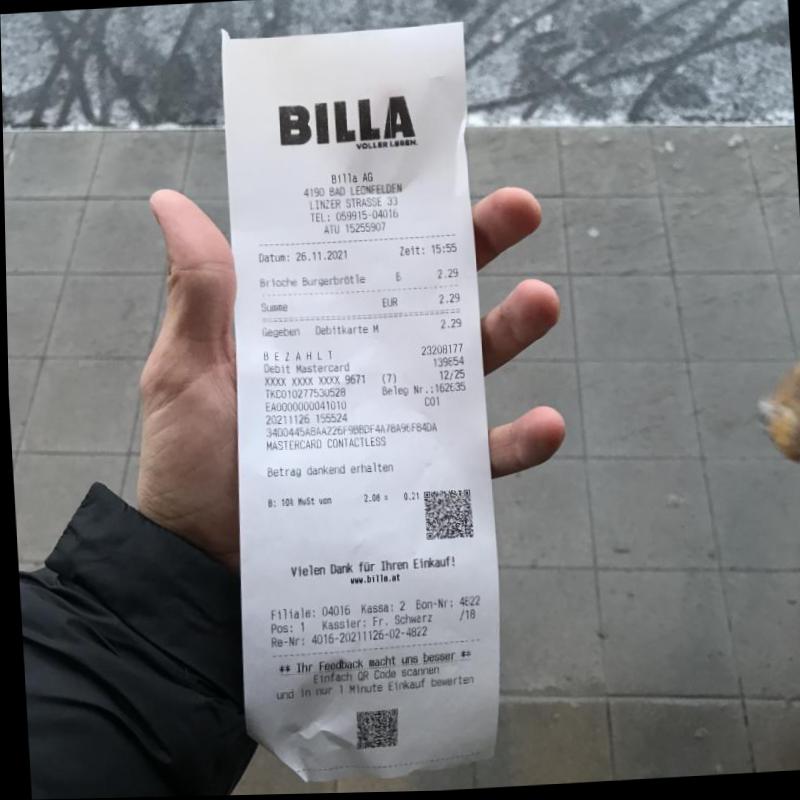 BILLA
VOLLER LEBEN.
Billa AG
4190 BAD LEONFELDEN
LINZER STRASSE 33
TEL: 059915-04016
ATU 15255907
Datum: 26.11.2021 Zeit: 15:55
Brioche Burgerbrötle B 2.29
Summe EUR 2.29
Gegeben Debitkarte M 2.29
B E Z A H L T 23208177
Debit Mastercard 139654
XXXX XXXX XXXX 9671 (7) 12/25
TKC010277530528 Beleg Nr.:162635
EA0000000041010 C01
20211126 155524
MASTERCARD CONTACTLESS
Betrag dankend erhalten
B: 10% MwSt von 2.08 = 0.21
Vielen Dank für Ihren Einkauf!
www.billa.at
Filiale: 04016 Kassa: 2 Bon-Nr: 4822
Pos: 1 Kassier: Fr. Schwarz /18
Re-Nr: 4016-20211126-02-4822
** Ihr Feedback macht uns besser **
Einfach QR Code scannen
und in nur 1 Minute Einkauf bewerten